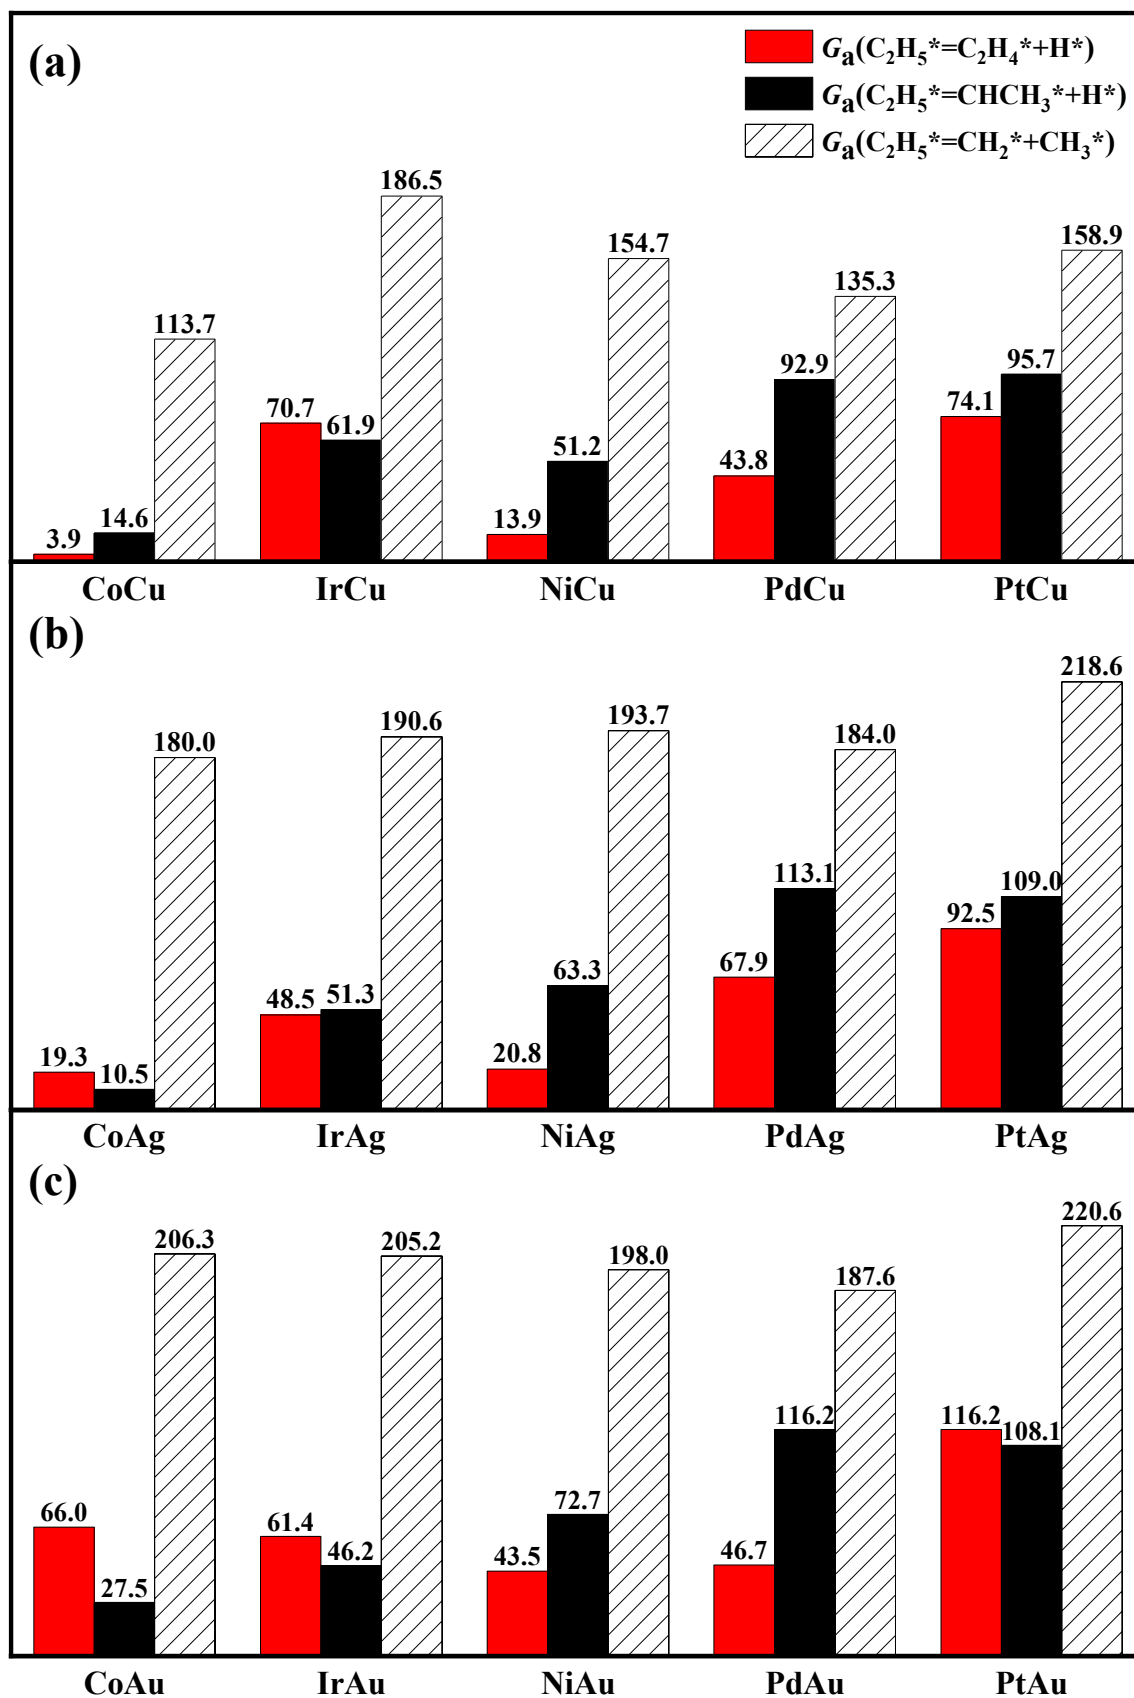 (a)
Gₐ(C₂H₅*=C₂H₄*+H*)
Gₐ(C₂H₅*=CHCH₃*+H*)
Gₐ(C₂H₅*=CH₂*+CH₃*)
3.9 14.6 113.7 70.7 61.9 186.5 13.9 51.2 154.7 43.8 92.9 135.3 74.1 95.7 158.9
CoCu IrCu NiCu PdCu PtCu
(b)
19.3 10.5 180.0 48.5 51.3 190.6 20.8 63.3 193.7 67.9 113.1 184.0 92.5 109.0 218.6
CoAg IrAg NiAg PdAg PtAg
(c)
66.0 27.5 206.3 61.4 46.2 205.2 43.5 72.7 198.0 46.7 116.2 187.6 116.2 108.1 220.6
CoAu IrAu NiAu PdAu PtAu